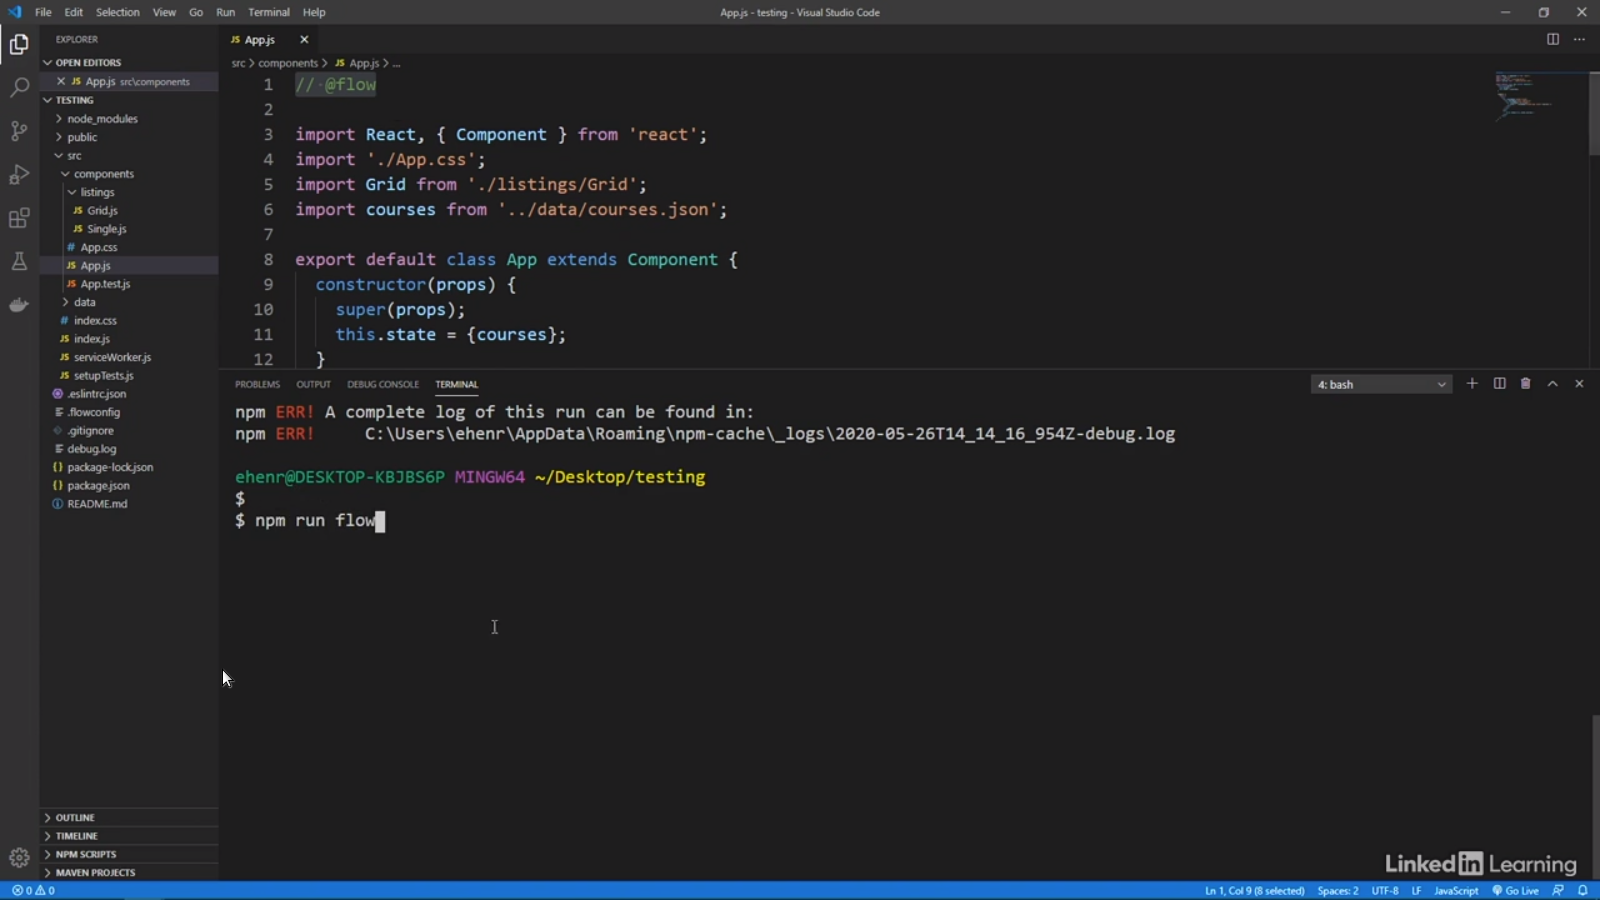 File Edit Selection View Go Run Terminal Help
App.js - testing - Visual Studio Code
EXPLORER
OPEN EDITORS
JS App.js src\components
TESTING
node_modules
public
src
components
listings
JS Grid.js
JS Single.js
# App.css
JS App.js
JS App.test.js
data
# index.css
JS index.js
JS serviceWorker.js
JS setupTests.js
.eslintrc.json
.flowconfig
.gitignore
debug.log
{} package-lock.json
{} package.json
README.md
OUTLINE
TIMELINE
NPM SCRIPTS
MAVEN PROJECTS
JS App.js
src > components > JS App.js > ...
1 // @flow
2
3 import React, { Component } from 'react';
4 import './App.css';
5 import Grid from './listings/Grid';
6 import courses from '../data/courses.json';
7
8 export default class App extends Component {
9 constructor(props) {
10 super(props);
11 this.state = {courses};
12 }
PROBLEMS OUTPUT DEBUG CONSOLE TERMINAL
4: bash
npm ERR! A complete log of this run can be found in:
npm ERR! C:\Users\ehenr\AppData\Roaming\npm-cache\_logs\2020-05-26T14_14_16_954Z-debug.log
ehenr@DESKTOP-KBJBS6P MINGW64 ~/Desktop/testing
$
$ npm run flow
LinkedIn Learning
0 0
Ln 1, Col 9 (8 selected) Spaces: 2 UTF-8 LF JavaScript Go Live